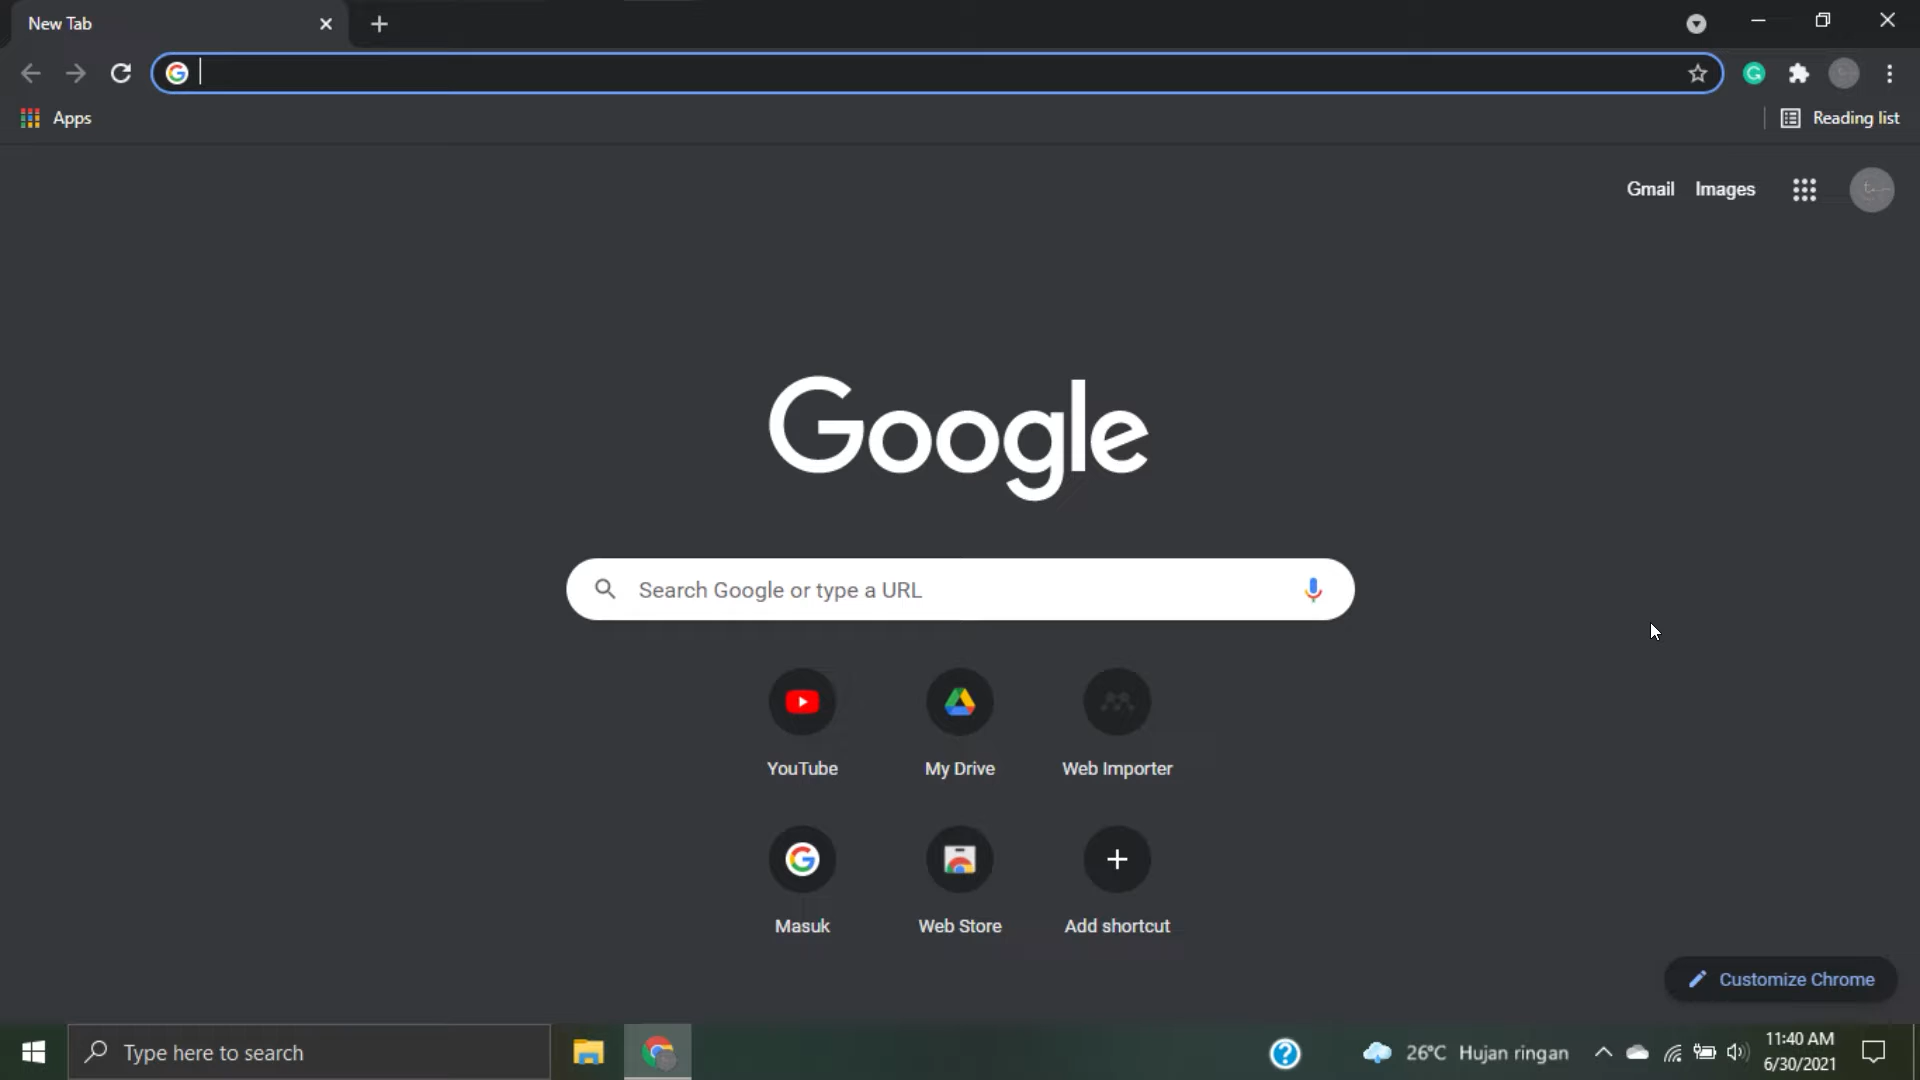 New Tab
Apps
Reading list
Gmail Images
Google
Search Google or type a URL
YouTube
My Drive
Web Importer
Masuk
Web Store
Add shortcut
Customize Chrome
Type here to search
26°C Hujan ringan
11:40 AM
6/30/2021